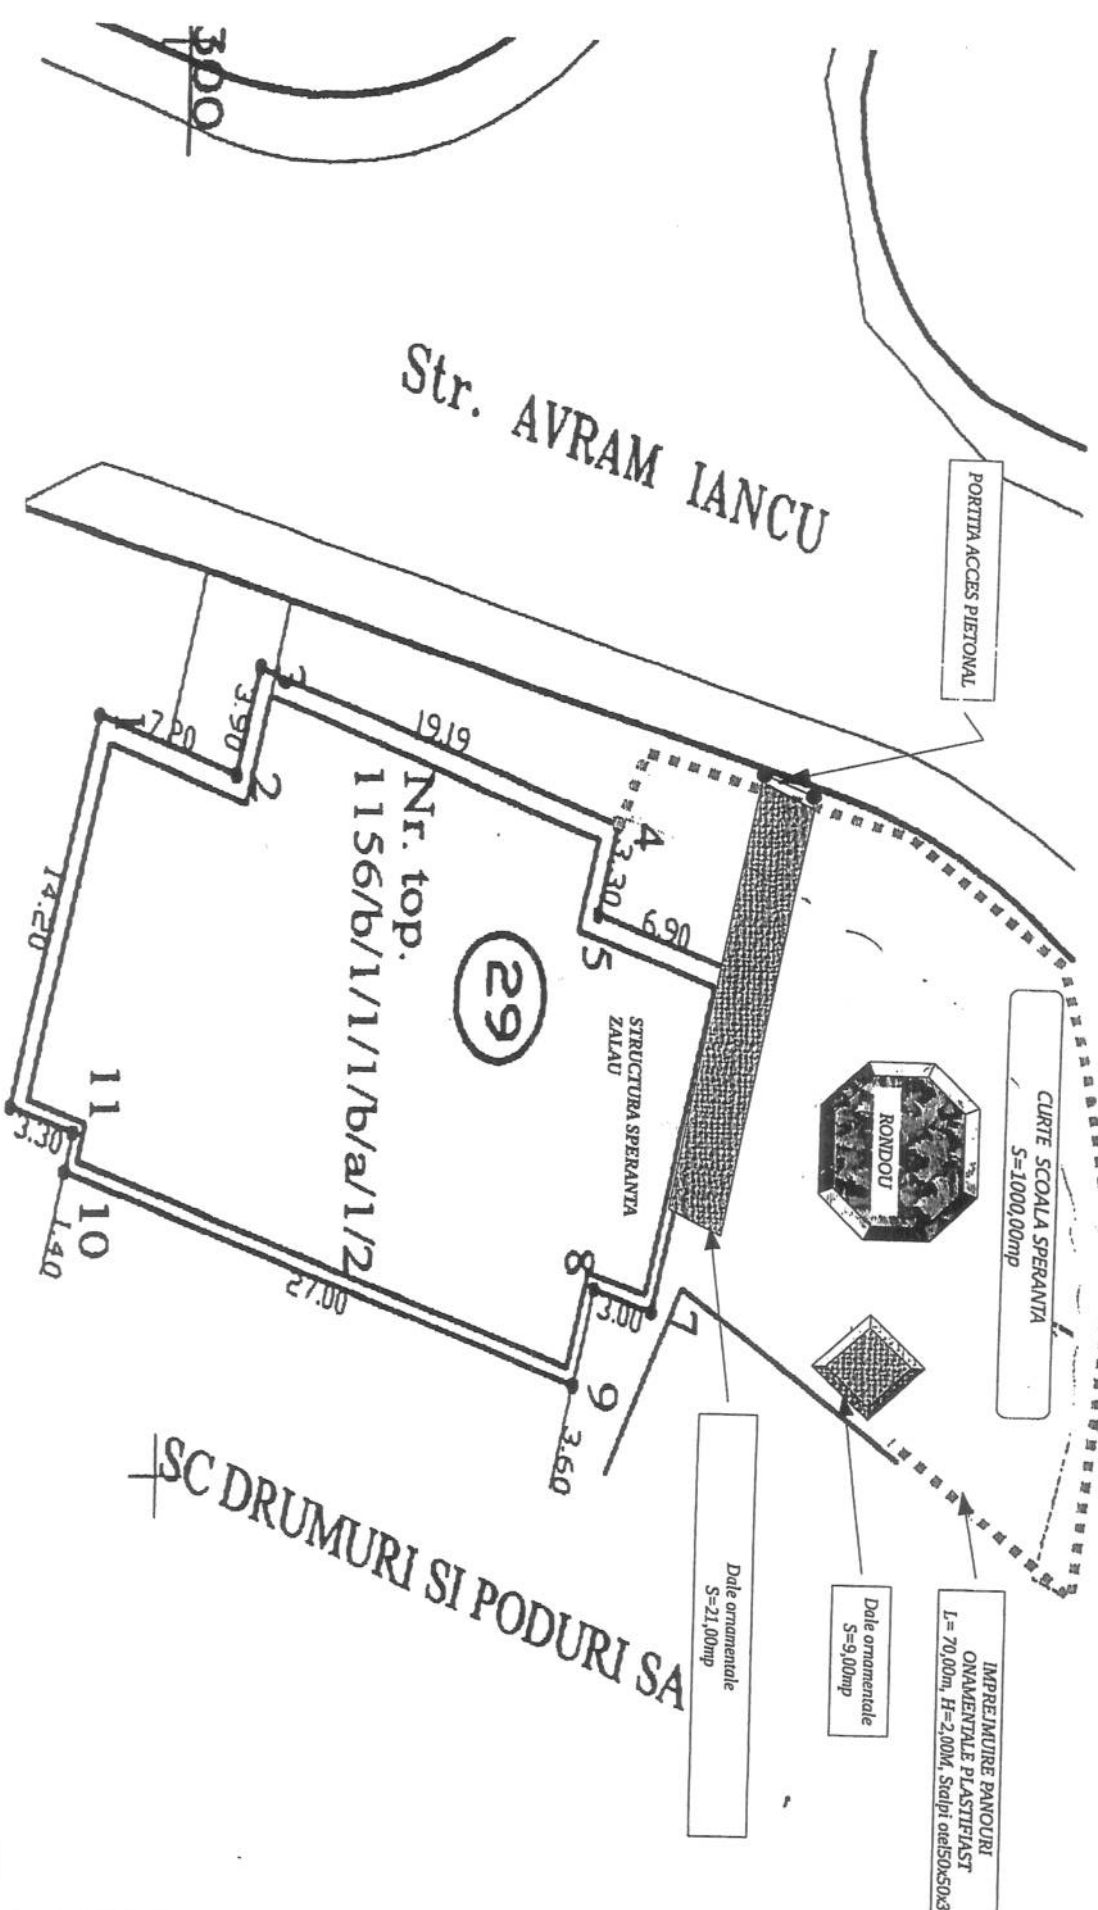 300
Str. AVRAM IANCU
PORTITA ACCES PIETONAL
CURTE SCOALA SPERANTA
S=1000,00mp
RONDOU
IMPREJMUIRE PANOURI
ONAMENTALE PLASTIFIAST
L= 70,00m, H=2,00M, Stalpi otel50x50x3
Dale ornamentale
S=9,00mp
Dale ornamentale
S=21,00mp
STRUCTURA SPERANTA
ZALAU
29
Nr. top.
1156/b/1/1/1/b/a/1/2
SC DRUMURI SI PODURI SA
1
7.20
2
3.90
3
19.19
4
3.30
5
6.90
7
3.00
8
9
3.60
27.00
10
1.40
11
3.30
14.20